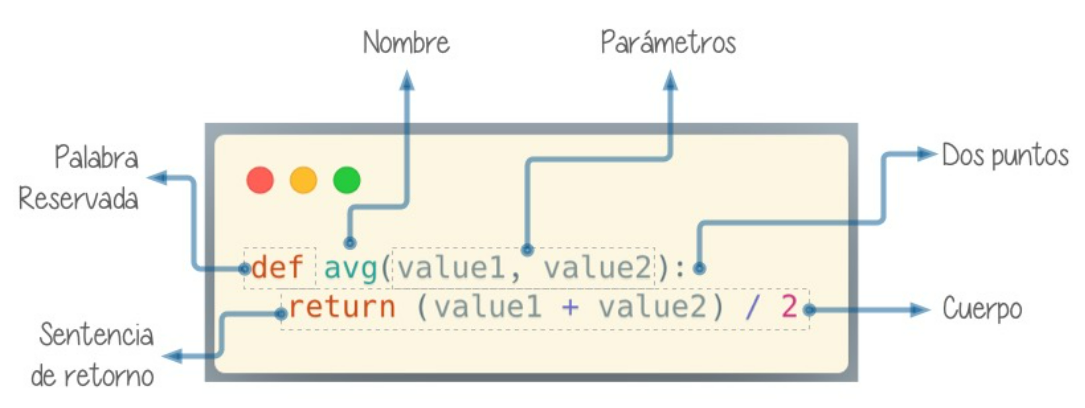 Nombre
Parámetros
Palabra
Reservada
Dos puntos
def avg(value1, value2):
return (value1 + value2) / 2
Cuerpo
Sentencia
de retorno